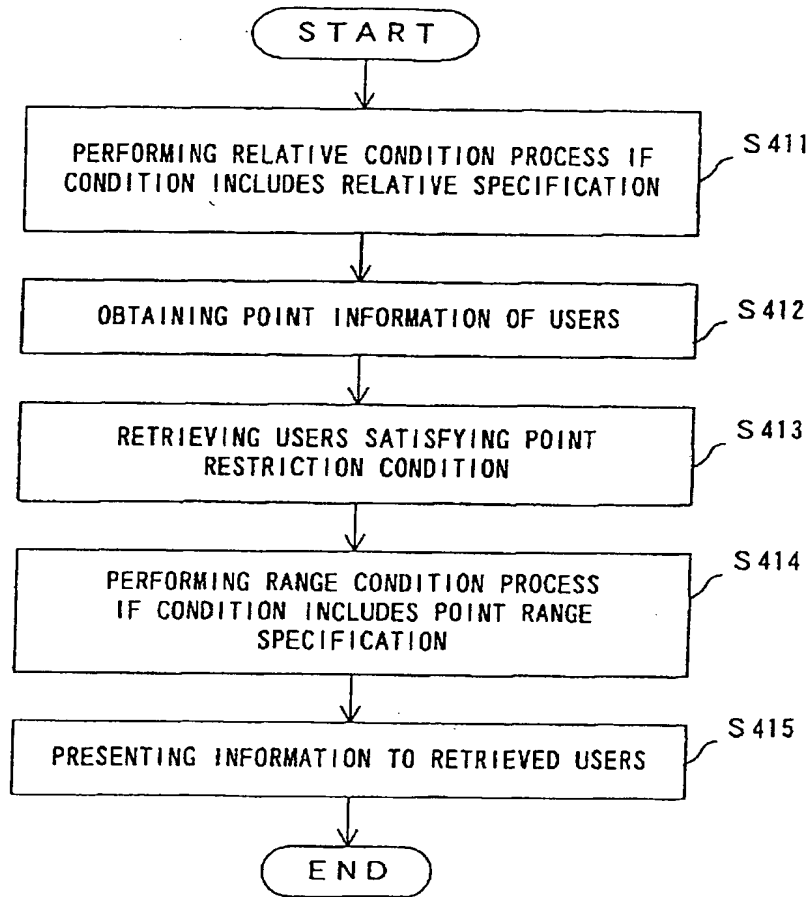 START
PERFORMING RELATIVE CONDITION PROCESS IF
CONDITION INCLUDES RELATIVE SPECIFICATION
S411
OBTAINING POINT INFORMATION OF USERS
S412
RETRIEVING USERS SATISFYING POINT
RESTRICTION CONDITION
S413
PERFORMING RANGE CONDITION PROCESS
IF CONDITION INCLUDES POINT RANGE
SPECIFICATION
S414
PRESENTING INFORMATION TO RETRIEVED USERS
S415
END